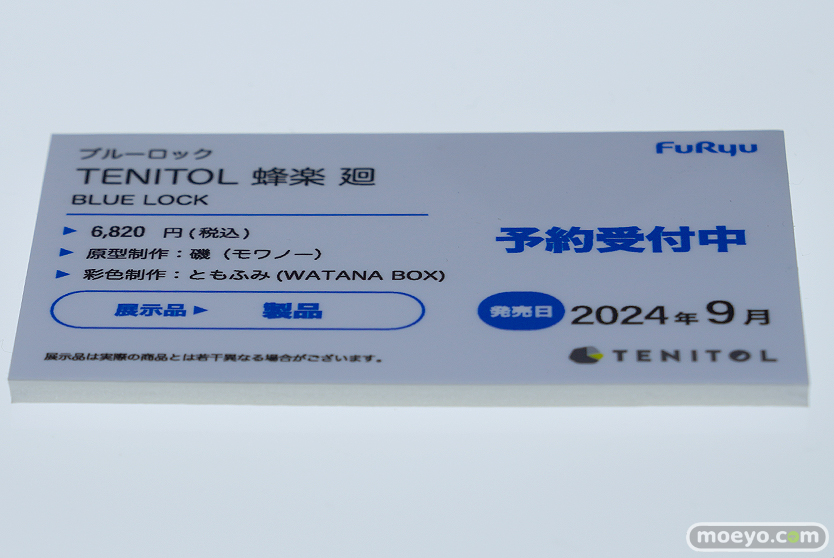 ブルーロック
TENITOL 蜂楽 廻
BLUE LOCK
FuRyu
▶ 6,820 円(税込)
▶ 原型制作:磯(モワノー)
▶ 彩色制作:ともふみ(WATANA BOX)
予約受付中
展示品▶ 製品
発売日 2024年9月
展示品は実際の商品とは若干異なる場合がございます。
TENITOL
moeyo.com